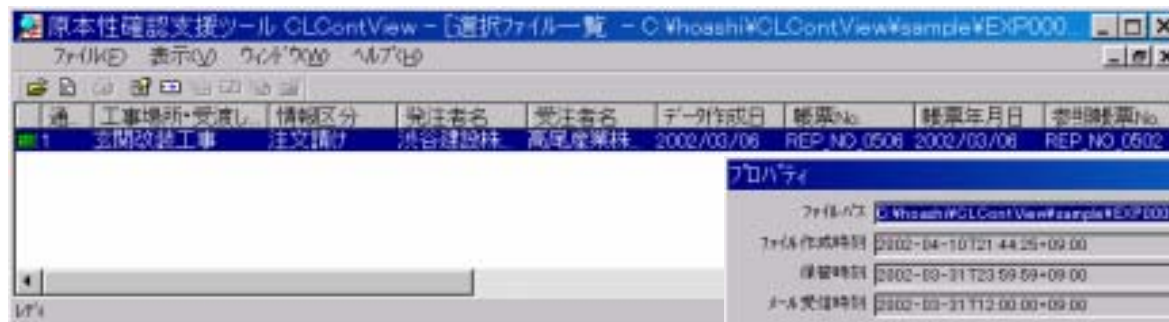 原本性確認支援ツール CLContView - [選択ファイル一覧 - C:¥hoashi¥CLContView¥sample¥EXP000
ファイル(F) 表示(V) ウィンドウ(W) ヘルプ(H)
通... 工事場所・受渡し... 情報区分 発注者名 受注者名 データ作成日 帳票No. 帳票年月日 参照帳票No.
1 玄関改装工事 注文請け 渋谷建設株... 高尾産業株... 2002/03/06 REP_NO_0506 2002/03/06 REP_NO_0502
プロパティ
ファイルパス C:¥hoashi¥CLContView¥sample¥EXP000
ファイル作成時刻 2002-04-10T21:44:25+09:00
保管時刻 2002-03-31T23:59:59+09:00
メール受信時刻 2002-03-31T12:00:00+09:00
レディ